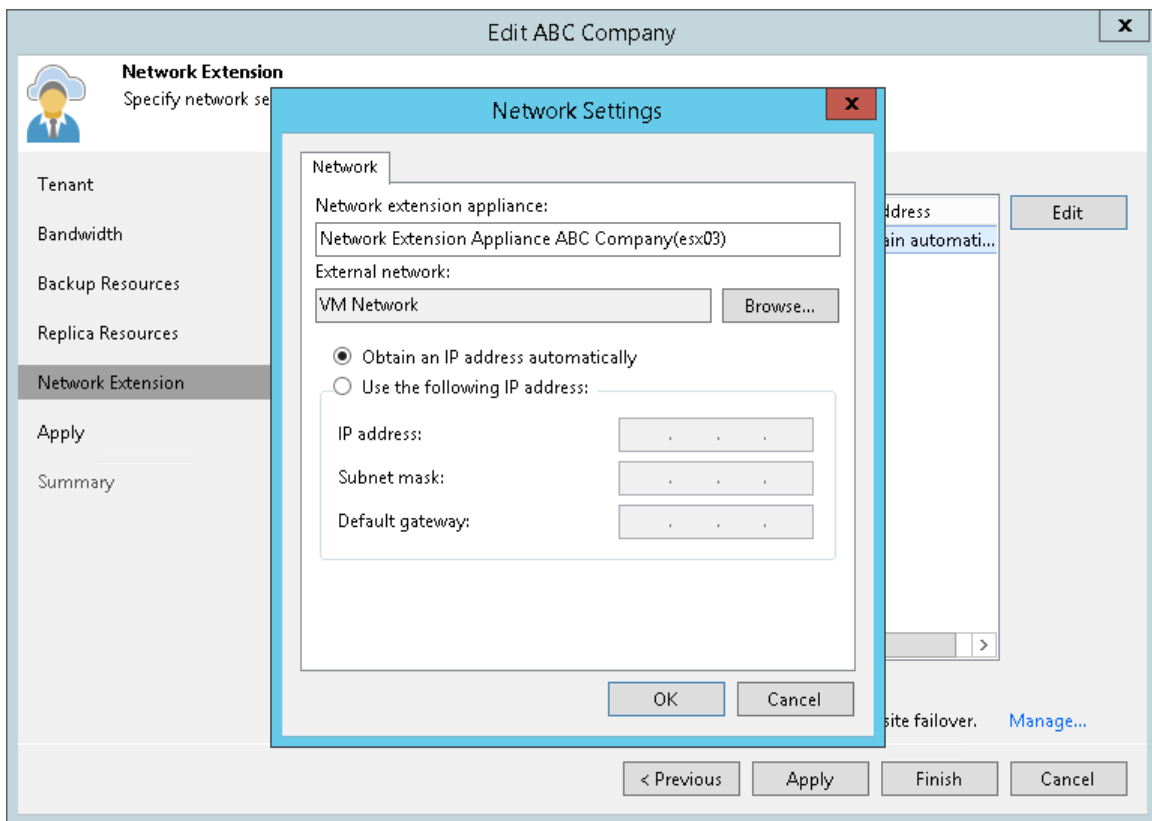 Edit ABC Company
x
Network Extension
Specify network se
Network Settings
x
Tenant
Bandwidth
Backup Resources
Replica Resources
Network Extension
Apply
Summary
Network
Network extension appliance:
Network Extension Appliance ABC Company(esx03)
External network:
VM Network
Browse...
Obtain an IP address automatically
Use the following IP address:
IP address:
. . .
Subnet mask:
. . .
Default gateway:
. . .
OK
Cancel
ddress
ain automati...
Edit
>
site failover.
Manage...
< Previous
Apply
Finish
Cancel